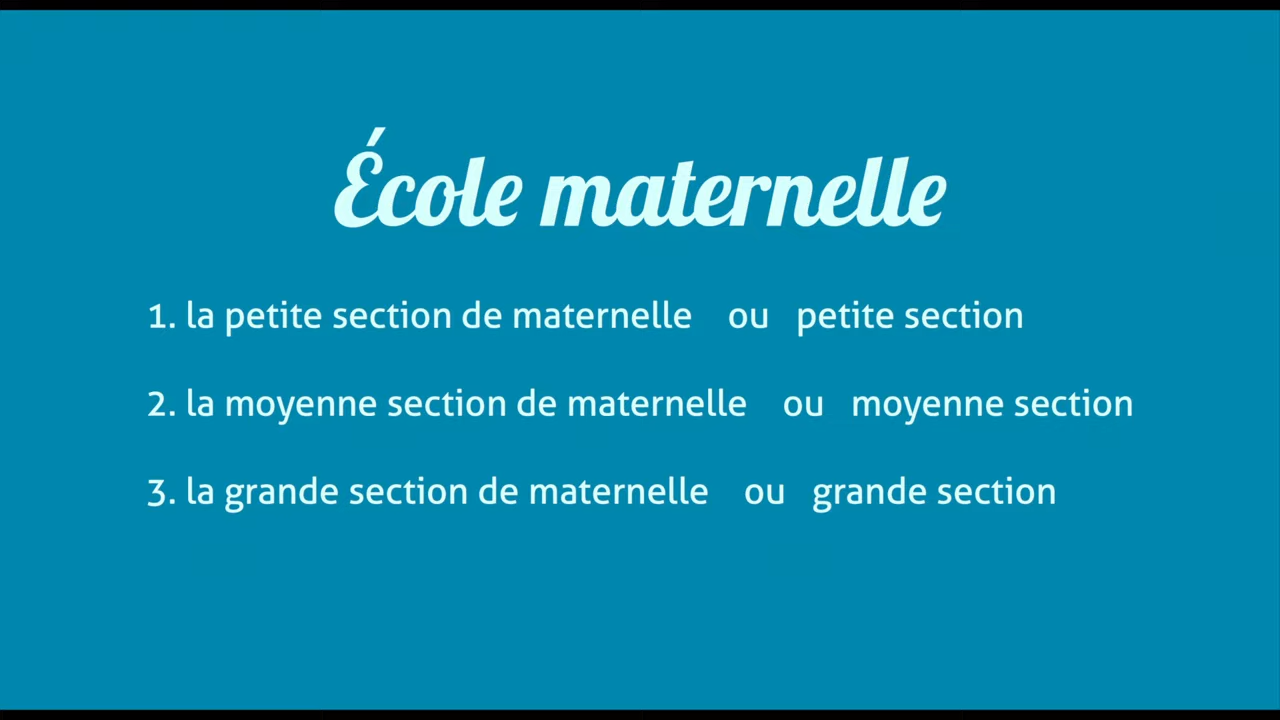 École maternelle
1. la petite section de maternelle ou petite section
2. la moyenne section de maternelle ou moyenne section
3. la grande section de maternelle ou grande section